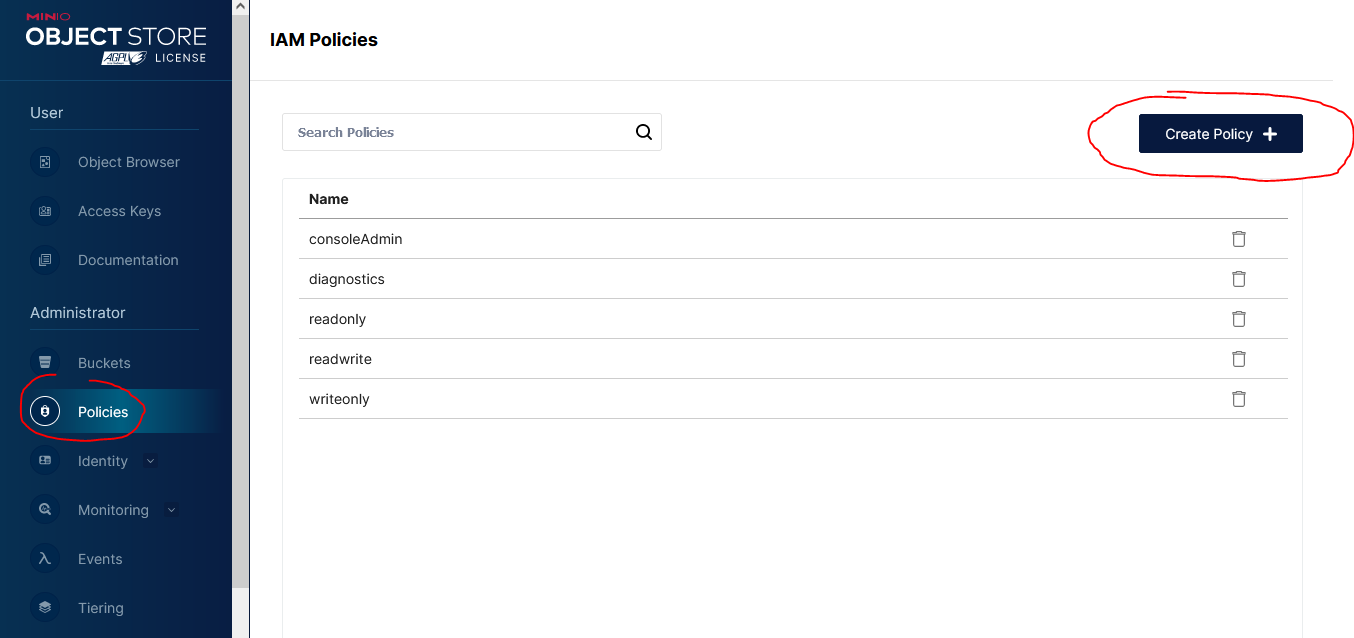 MINIO
OBJECT STORE
AGPLv3 LICENSE
User
Object Browser
Access Keys
Documentation
Administrator
Buckets
Policies
Identity
Monitoring
Events
Tiering
IAM Policies
Search Policies
Create Policy +
Name
consoleAdmin
diagnostics
readonly
readwrite
writeonly